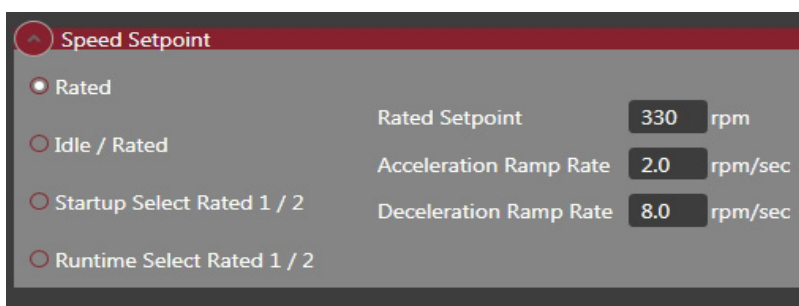 Speed Setpoint
Rated
Rated Setpoint 330 rpm
Idle / Rated
Acceleration Ramp Rate 2.0 rpm/sec
Startup Select Rated 1 / 2
Deceleration Ramp Rate 8.0 rpm/sec
Runtime Select Rated 1 / 2